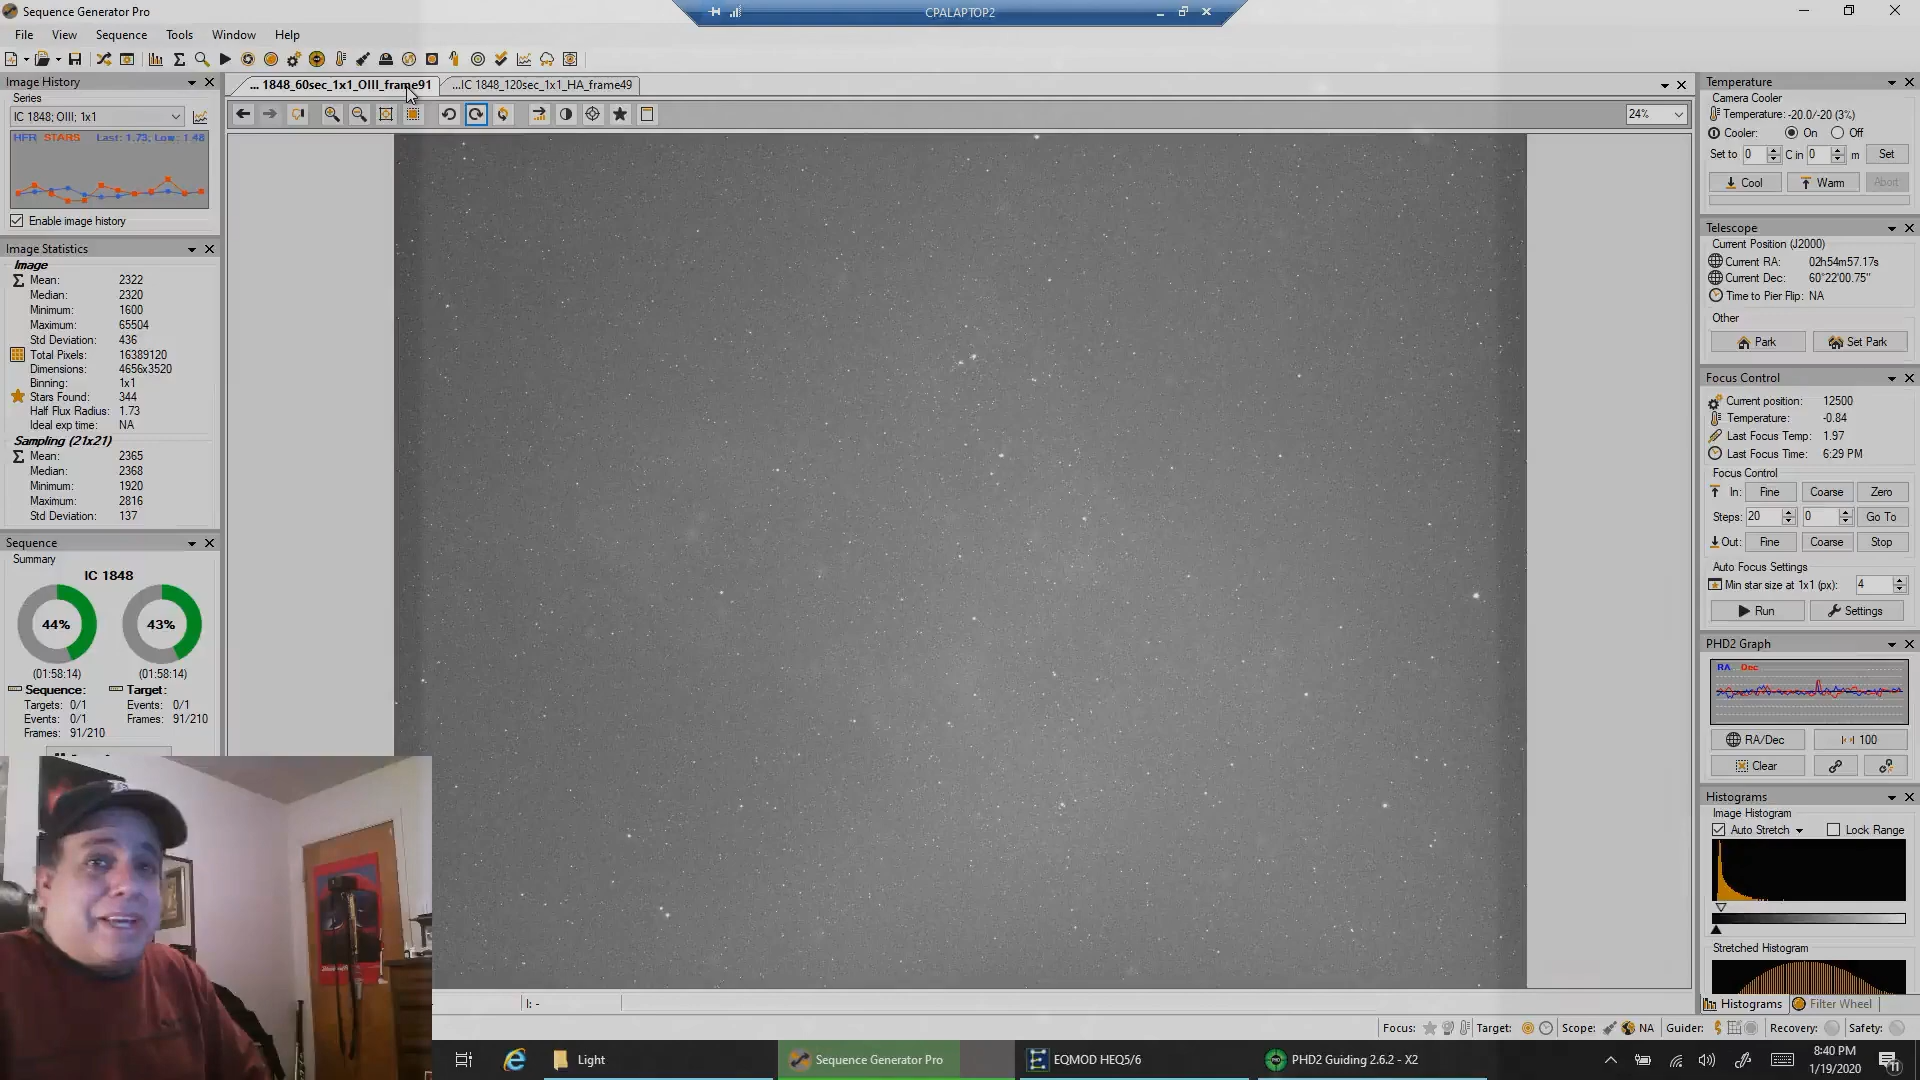 Sequence Generator Pro
CPALAPTOP2
File View Sequence Tools Window Help
Image History
Series
IC 1848; OIII; 1x1
HFR STARS Last: 1.73; Low: 1.48
Enable image history
Image Statistics
Image
Mean: 2322
Median: 2320
Minimum: 1600
Maximum: 65504
Std Deviation: 436
Total Pixels: 16389120
Dimensions: 4656x3520
Binning: 1x1
Stars Found: 344
Half Flux Radius: 1.73
Ideal exp time: NA
Sampling (21x21)
Mean: 2365
Median: 2368
Minimum: 1920
Maximum: 2816
Std Deviation: 137
Sequence
Summary
IC 1848
44% 43%
(01:58:14) (01:58:14)
Sequence: Target:
Targets: 0/1 Events: 0/1
Events: 0/1 Frames: 91/210
Frames: 91/210
... 1848_60sec_1x1_OIII_frame91 ...IC 1848_120sec_1x1_HA_frame49
24%
I: -
Temperature
Camera Cooler
Temperature: -20.0/-20 (3%)
Cooler: On Off
Set to 0 C in 0 m Set
Cool Warm Abort
Telescope
Current Position (J2000)
Current RA: 02h54m57.17s
Current Dec: 60°22'00.75"
Time to Pier Flip: NA
Other
Park Set Park
Focus Control
Current position: 12500
Temperature: -0.84
Last Focus Temp: 1.97
Last Focus Time: 6:29 PM
Focus Control
In: Fine Coarse Zero
Steps: 20 0 Go To
Out: Fine Coarse Stop
Auto Focus Settings
Min star size at 1x1 (px): 4
Run Settings
PHD2 Graph
RA Dec
RA/Dec 100
Clear
Histograms
Image Histogram
Auto Stretch Lock Range
Stretched Histogram
Histograms Filter Wheel
Focus: Target: Scope: NA Guider: Recovery: Safety:
Light
Sequence Generator Pro
EQMOD HEQ5/6
PHD2 Guiding 2.6.2 - X2
8:40 PM
1/19/2020
11